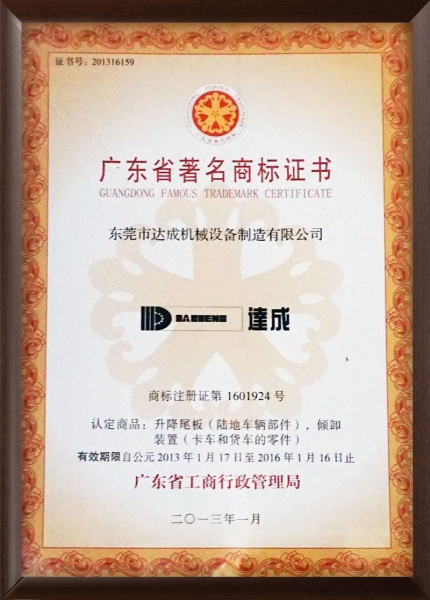 证书号：201316159
广东省著名商标证书
GUANGDONG FAMOUS TRADEMARK CERTIFICATE
东莞市达成机械设备制造有限公司
DACHENG 達成
商标注册证第 1601924 号
认定商品：升降尾板（陆地车辆部件），倾卸
装置（卡车和货车的零件）
有效期限自公元 2013 年 1 月 17 日至 2016 年 1 月 16 日止
广东省工商行政管理局
二〇一三年一月